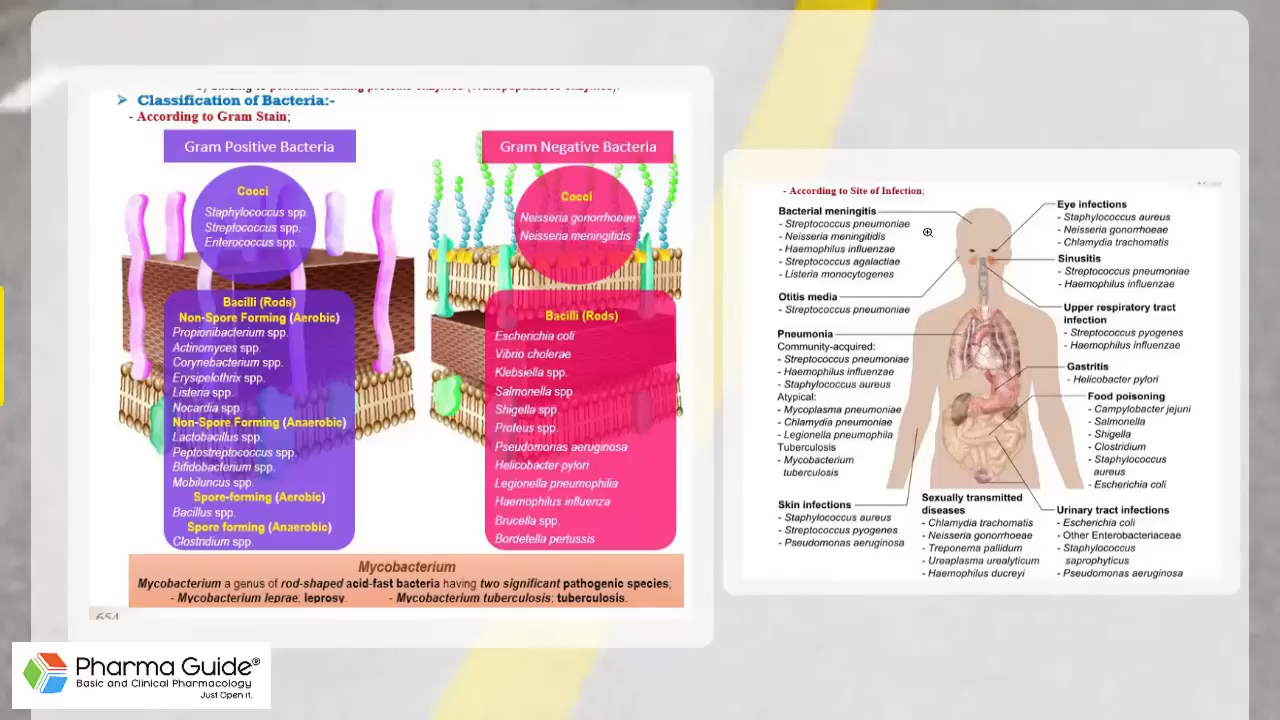 by binding to penicillin binding proteins enzymes (Transpeptidases enzymes).
➢ Classification of Bacteria:-
- According to Gram Stain;
Gram Positive Bacteria
Cocci
Staphylococcus spp.
Streptococcus spp.
Enterococcus spp.
Bacilli (Rods)
Non-Spore Forming (Aerobic)
Propionibacterium spp.
Actinomyces spp.
Corynebacterium spp.
Erysipelothrix spp.
Listeria spp.
Nocardia spp.
Non-Spore Forming (Anaerobic)
Lactobacillus spp.
Peptostreptococcus spp.
Bifidobacterium spp.
Mobiluncus spp.
Spore-forming (Aerobic)
Bacillus spp.
Spore forming (Anaerobic)
Clostridium spp.
Gram Negative Bacteria
Cocci
Neisseria gonorrhoeae
Neisseria meningitidis
Bacilli (Rods)
Escherichia coli
Vibrio cholerae
Klebsiella spp.
Salmonella spp.
Shigella spp.
Proteus spp.
Pseudomonas aeruginosa
Helicobacter pylori
Legionella pneumophilia
Haemophilus influenza
Brucella spp.
Bordetella pertussis
Mycobacterium
Mycobacterium a genus of rod-shaped acid-fast bacteria having two significant pathogenic species;
- Mycobacterium leprae; leprosy. - Mycobacterium tuberculosis; tuberculosis.
654
- According to Site of Infection;
Bacterial meningitis
- Streptococcus pneumoniae
- Neisseria meningitidis
- Haemophilus influenzae
- Streptococcus agalactiae
- Listeria monocytogenes
Otitis media
- Streptococcus pneumoniae
Pneumonia
Community-acquired:
- Streptococcus pneumoniae
- Haemophilus influenzae
- Staphylococcus aureus
Atypical:
- Mycoplasma pneumoniae
- Chlamydia pneumoniae
- Legionella pneumophila
Tuberculosis
- Mycobacterium
tuberculosis
Skin infections
- Staphylococcus aureus
- Streptococcus pyogenes
- Pseudomonas aeruginosa
Sexually transmitted
diseases
- Chlamydia trachomatis
- Neisseria gonorrhoeae
- Treponema pallidum
- Ureaplasma urealyticum
- Haemophilus ducreyi
Eye infections
- Staphylococcus aureus
- Neisseria gonorrhoeae
- Chlamydia trachomatis
Sinusitis
- Streptococcus pneumoniae
- Haemophilus influenzae
Upper respiratory tract
infection
- Streptococcus pyogenes
- Haemophilus influenzae
Gastritis
- Helicobacter pylori
Food poisoning
- Campylobacter jejuni
- Salmonella
- Shigella
- Clostridium
- Staphylococcus
aureus
- Escherichia coli
Urinary tract infections
- Escherichia coli
- Other Enterobacteriaceae
- Staphylococcus
saprophyticus
- Pseudomonas aeruginosa
Pharma Guide®
Basic and Clinical Pharmacology
Just Open it.